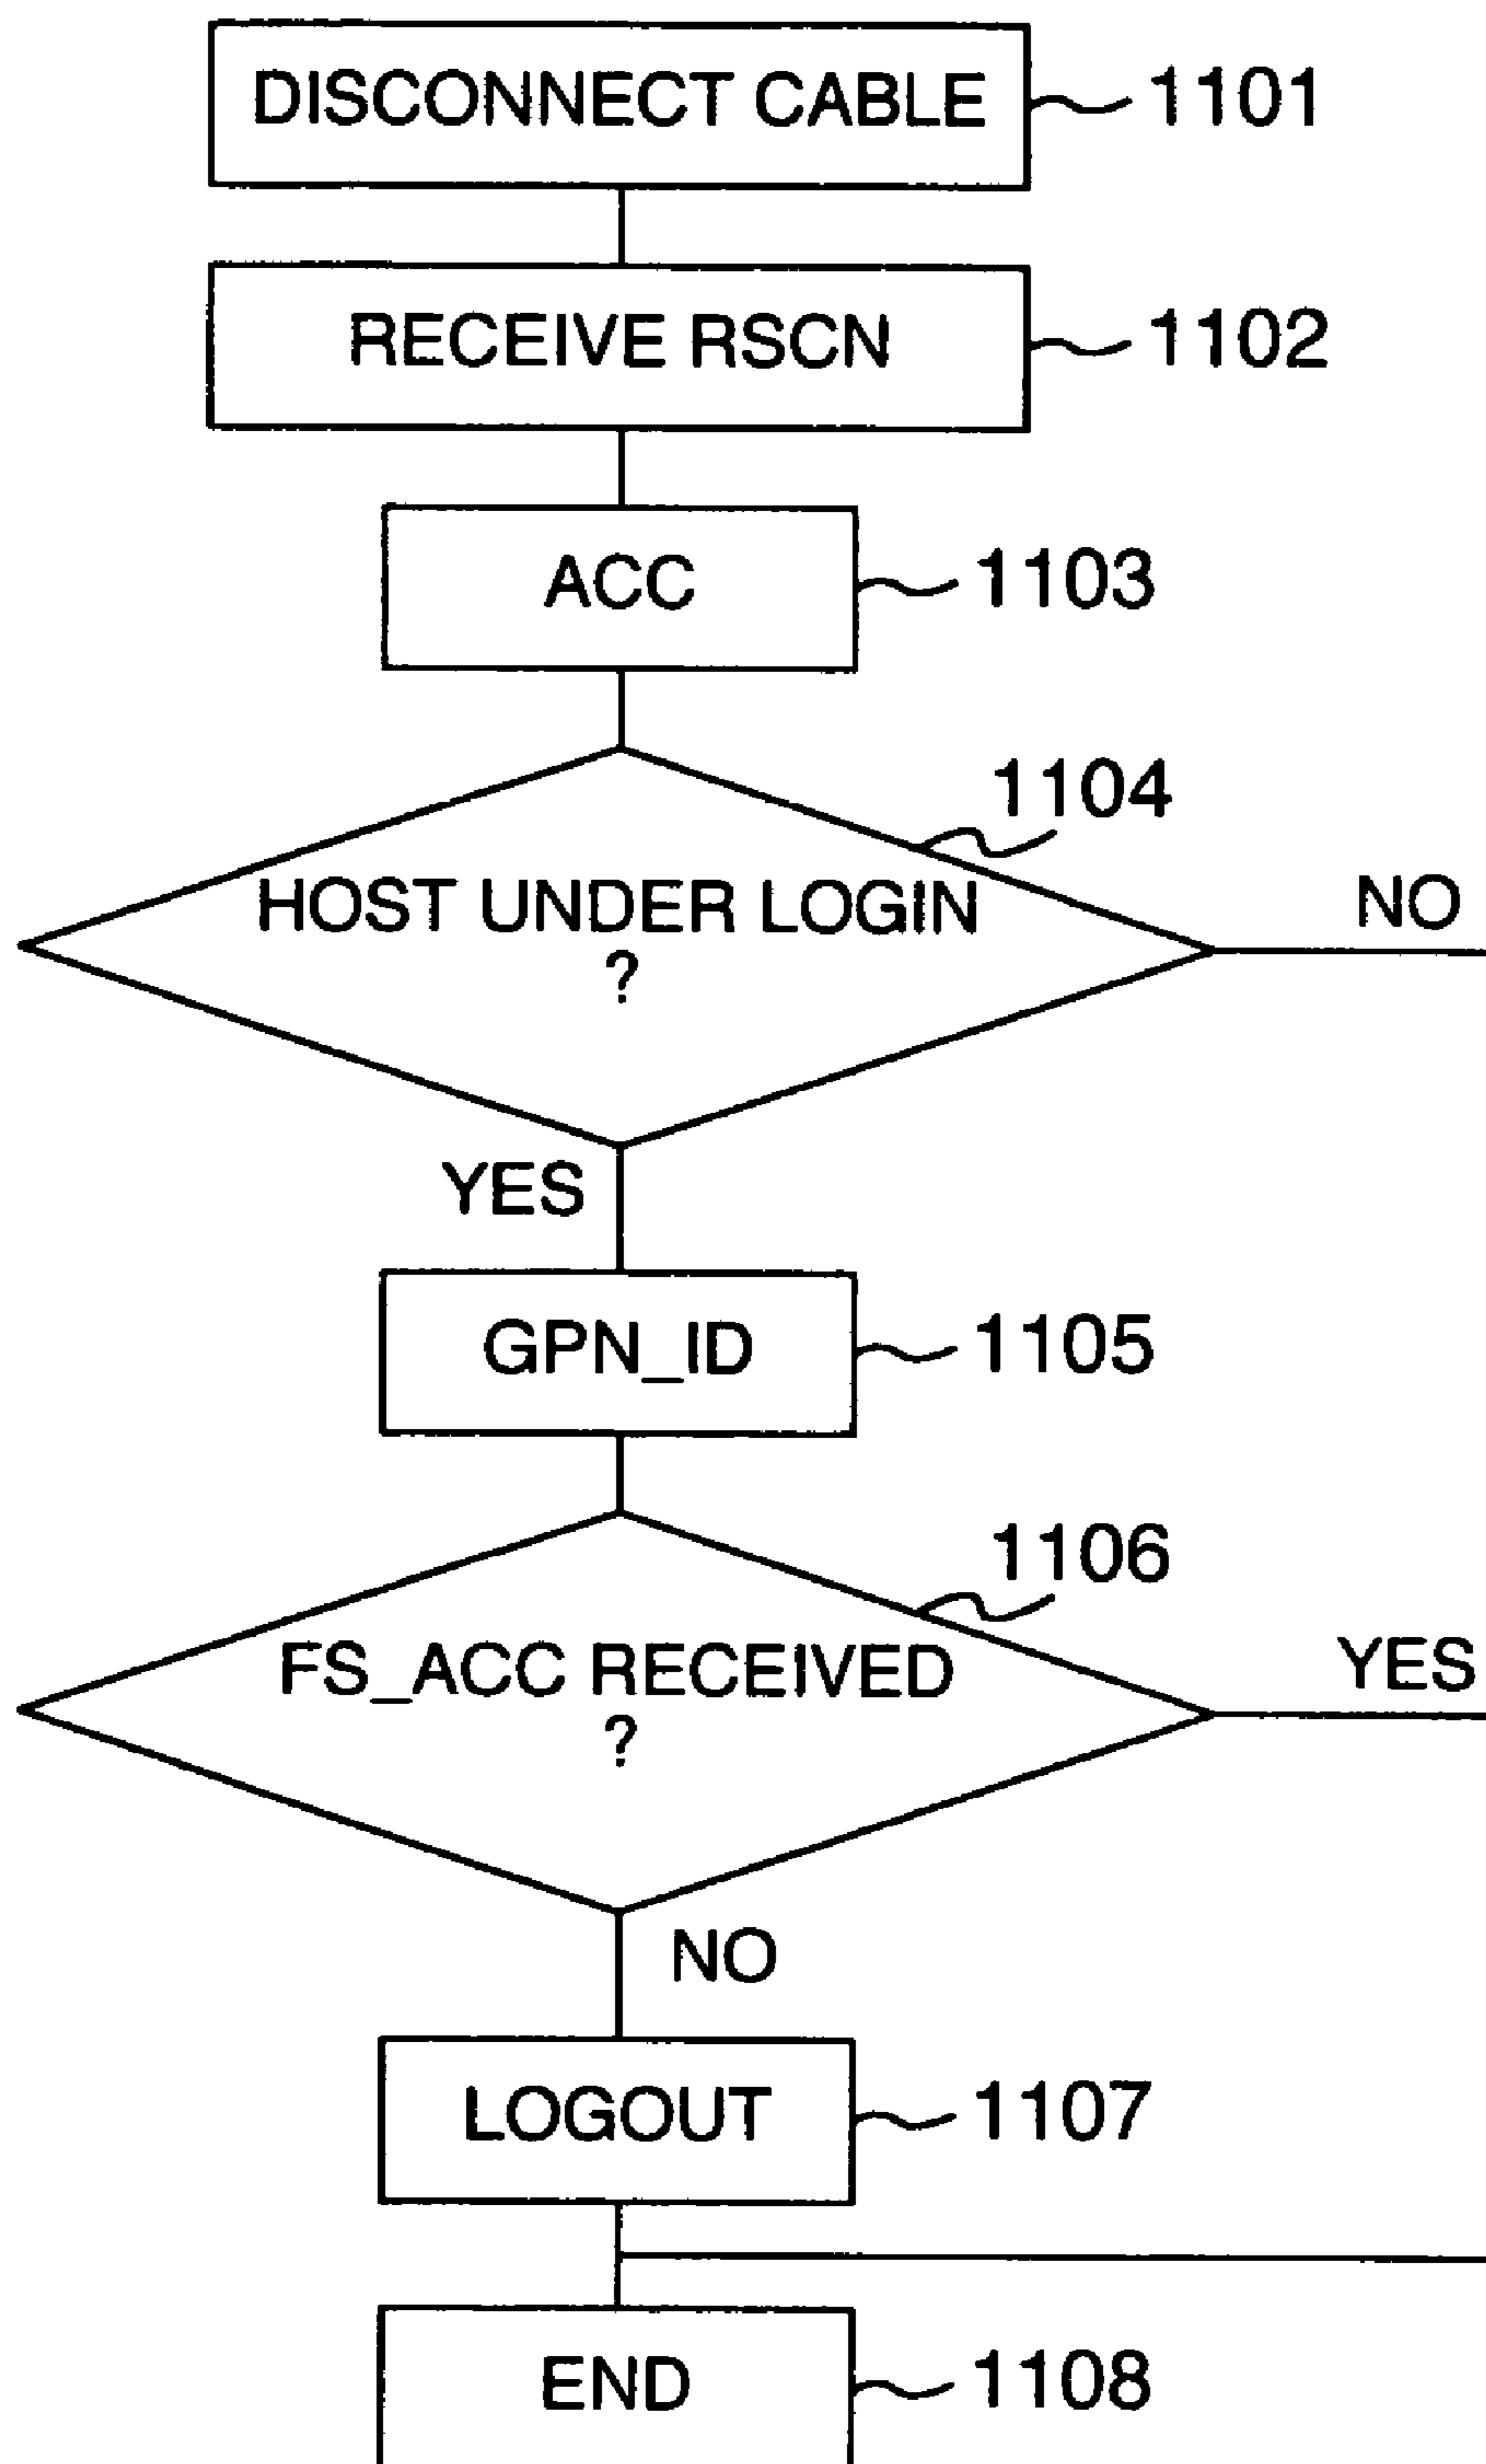 DISCONNECT CABLE
1101
RECEIVE RSCN
1102
ACC
1103
1104
HOST UNDER LOGIN
?
NO
YES
GPN_ID
1105
1106
FS_ACC RECEIVED
?
YES
NO
LOGOUT
1107
END
1108